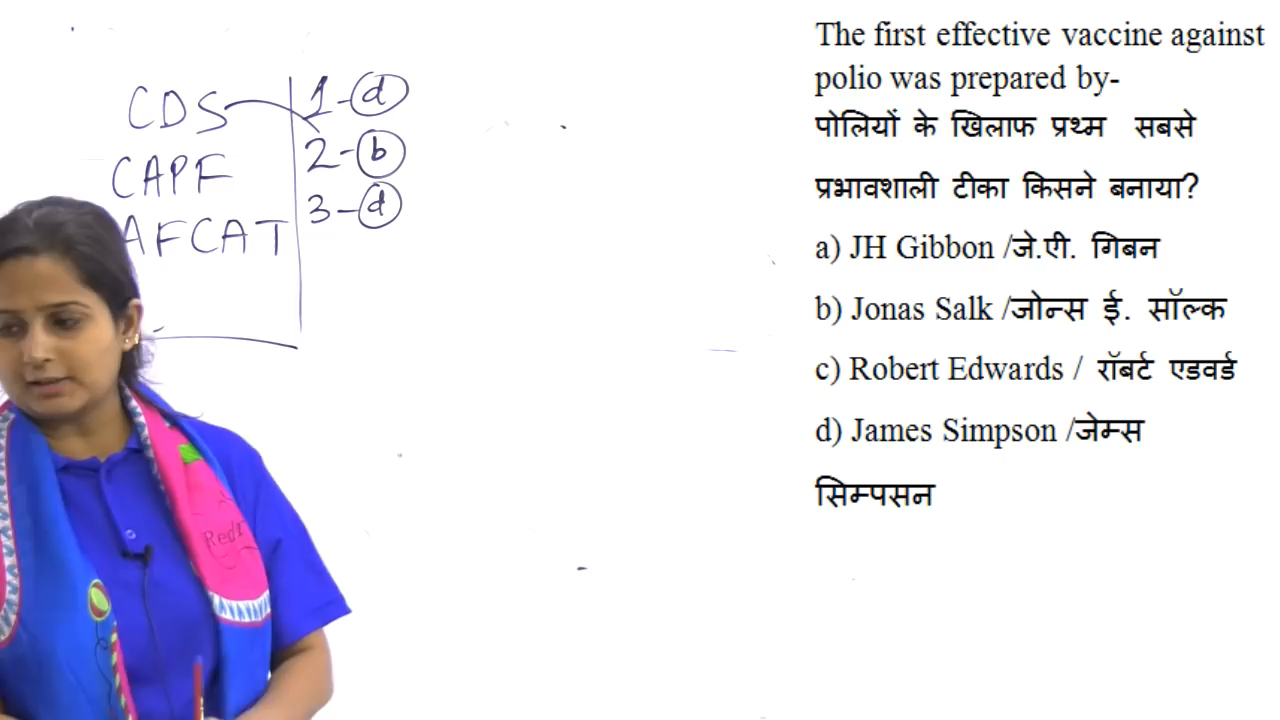 CDS
CAPF
AFCAT
1-d
2-b
3-d
The first effective vaccine against
polio was prepared by-
पोलियों के खिलाफ प्रथ्म सबसे
प्रभावशाली टीका किसने बनाया?
a) JH Gibbon /जे.एी. गिबन
b) Jonas Salk /जोन्स ई. सॉल्क
c) Robert Edwards / रॉबर्ट एडवर्ड
d) James Simpson /जेम्स
सिम्पसन